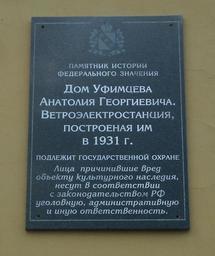 ПАМЯТНИК ИСТОРИИ
ФЕДЕРАЛЬНОГО ЗНАЧЕНИЯ
Дом Уфимцева
Анатолия Георгиевича.
Ветроэлектростанция,
построеная им
в 1931 г.
ПОДЛЕЖИТ ГОСУДАРСТВЕННОЙ ОХРАНЕ
Лица причинившие вред
объекту культурного наследия,
несут в соответствии
с законодательством РФ
уголовную, административную
и иную ответственность.